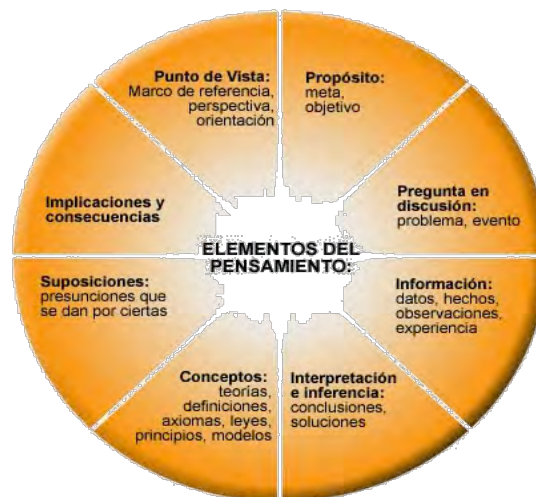 Punto de Vista:
Marco de referencia,
perspectiva,
orientación
Propósito:
meta,
objetivo
Pregunta en
discusión:
problema, evento
Información:
datos, hechos,
observaciones,
experiencia
Interpretación
e inferencia:
conclusiones,
soluciones
Conceptos:
teorías,
definiciones,
axiomas, leyes,
principios, modelos
Suposiciones:
presunciones que
se dan por ciertas
Implicaciones y
consecuencias
ELEMENTOS DEL
PENSAMIENTO: